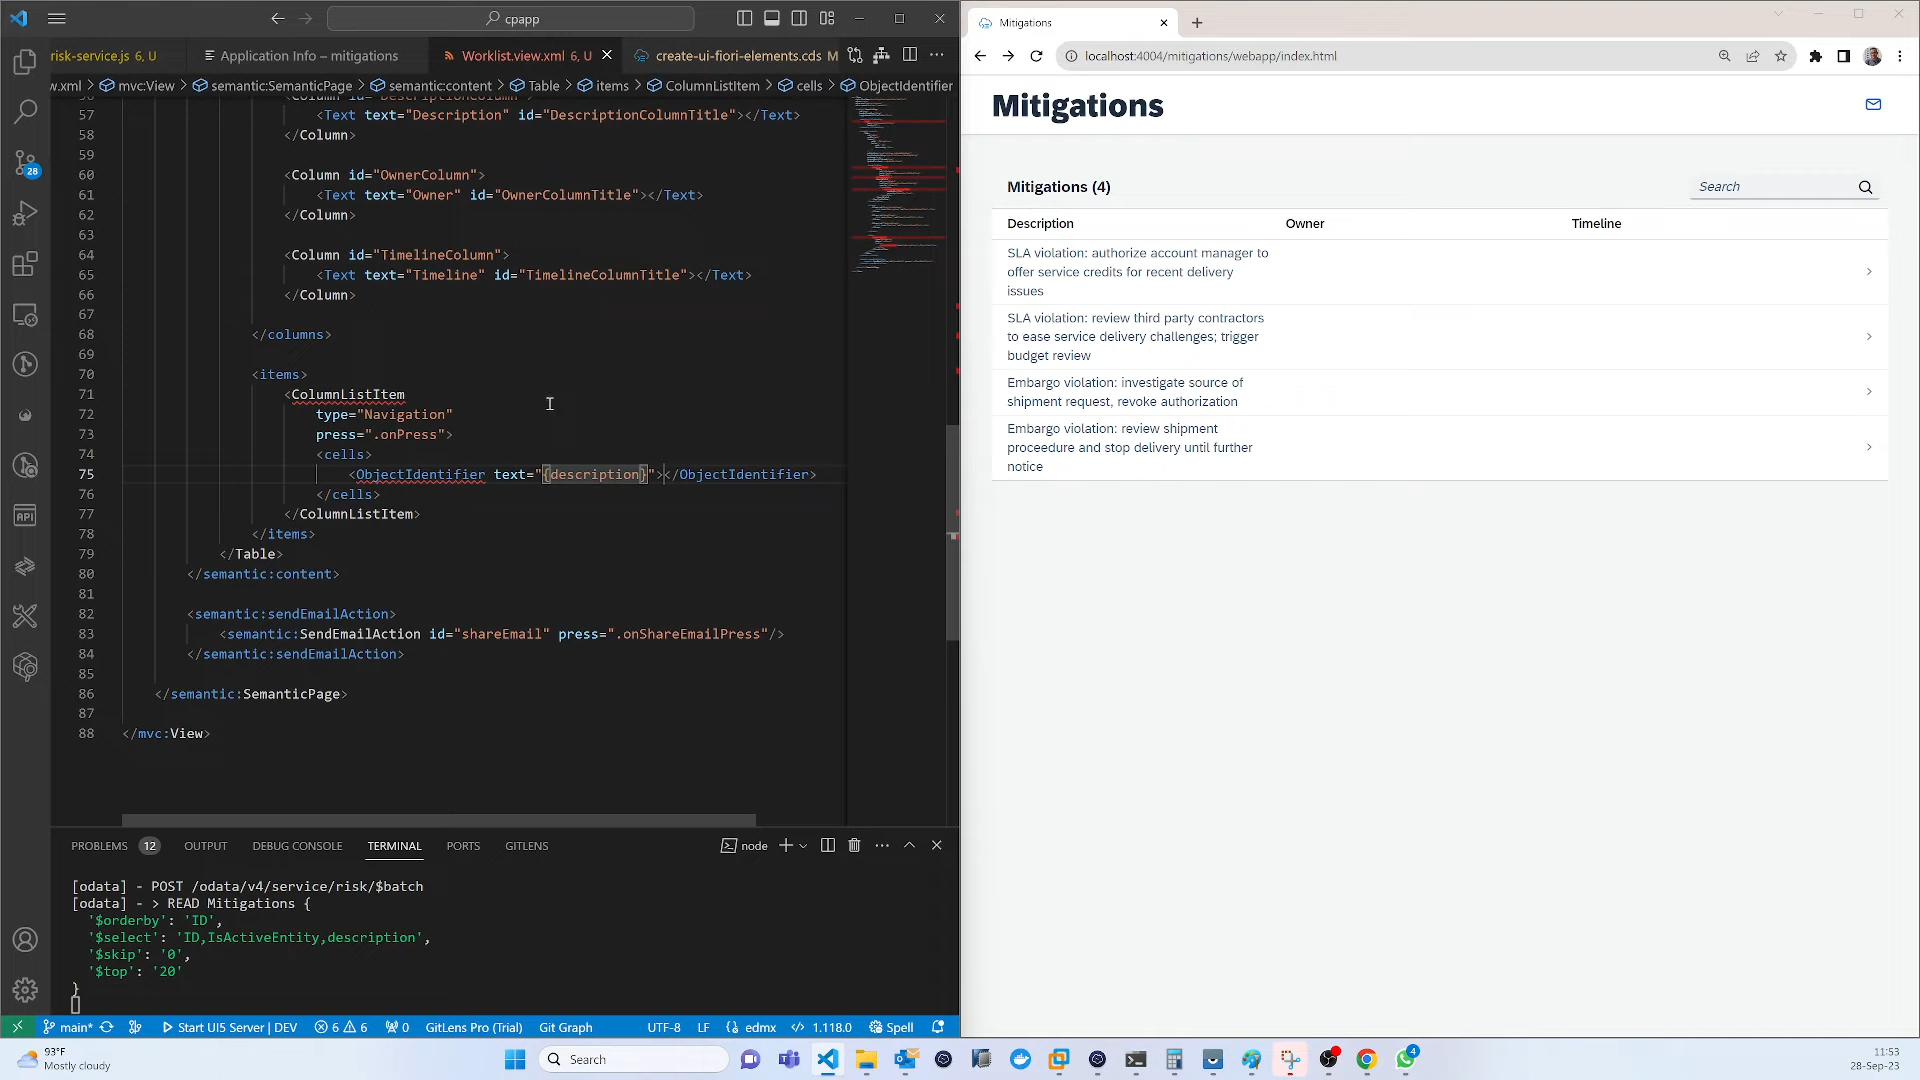 cpapp
risk-service.js 6, U
Application Info – mitigations
Worklist.view.xml 6, U
create-ui-fiori-elements.cds M
w.xml > mvc:View > semantic:SemanticPage > semantic:content > Table > items > ColumnListItem > cells > ObjectIdentifier
56 <Column id="DescriptionColumn">
57 <Text text="Description" id="DescriptionColumnTitle"></Text>
58 </Column>
59
60 <Column id="OwnerColumn">
61 <Text text="Owner" id="OwnerColumnTitle"></Text>
62 </Column>
63
64 <Column id="TimelineColumn">
65 <Text text="Timeline" id="TimelineColumnTitle"></Text>
66 </Column>
67
68 </columns>
69
70 <items>
71 <ColumnListItem
72 type="Navigation"
73 press=".onPress">
74 <cells>
75 <ObjectIdentifier text="{description}"></ObjectIdentifier>
76 </cells>
77 </ColumnListItem>
78 </items>
79 </Table>
80 </semantic:content>
81
82 <semantic:sendEmailAction>
83 <semantic:SendEmailAction id="shareEmail" press=".onShareEmailPress"/>
84 </semantic:sendEmailAction>
85
86 </semantic:SemanticPage>
87
88 </mvc:View>
28
API
PROBLEMS 12 OUTPUT DEBUG CONSOLE TERMINAL PORTS GITLENS
node
[odata] - POST /odata/v4/service/risk/$batch
[odata] - > READ Mitigations {
'$orderby': 'ID',
'$select': 'ID,IsActiveEntity,description',
'$skip': '0',
'$top': '20'
}
main* Start UI5 Server | DEV 6 6 0 GitLens Pro (Trial) Git Graph UTF-8 LF edmx 1.118.0 Spell
Mitigations
localhost:4004/mitigations/webapp/index.html
Mitigations
Mitigations (4)
Search
Description Owner Timeline
SLA violation: authorize account manager to
offer service credits for recent delivery
issues
SLA violation: review third party contractors
to ease service delivery challenges; trigger
budget review
Embargo violation: investigate source of
shipment request, revoke authorization
Embargo violation: review shipment
proceedure and stop delivery until further
notice
93°F
Mostly cloudy
Search
4
11:53
28-Sep-23